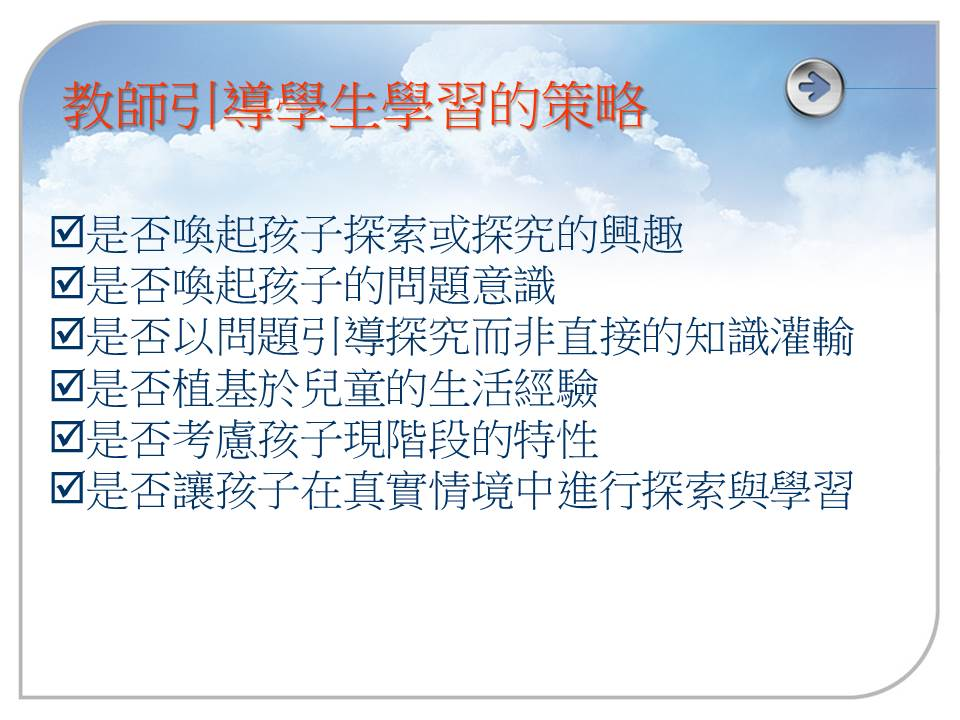 教師引導學生學習的策略
☑是否喚起孩子探索或探究的興趣
☑是否喚起孩子的問題意識
☑是否以問題引導探究而非直接的知識灌輸
☑是否植基於兒童的生活經驗
☑是否考慮孩子現階段的特性
☑是否讓孩子在真實情境中進行探索與學習